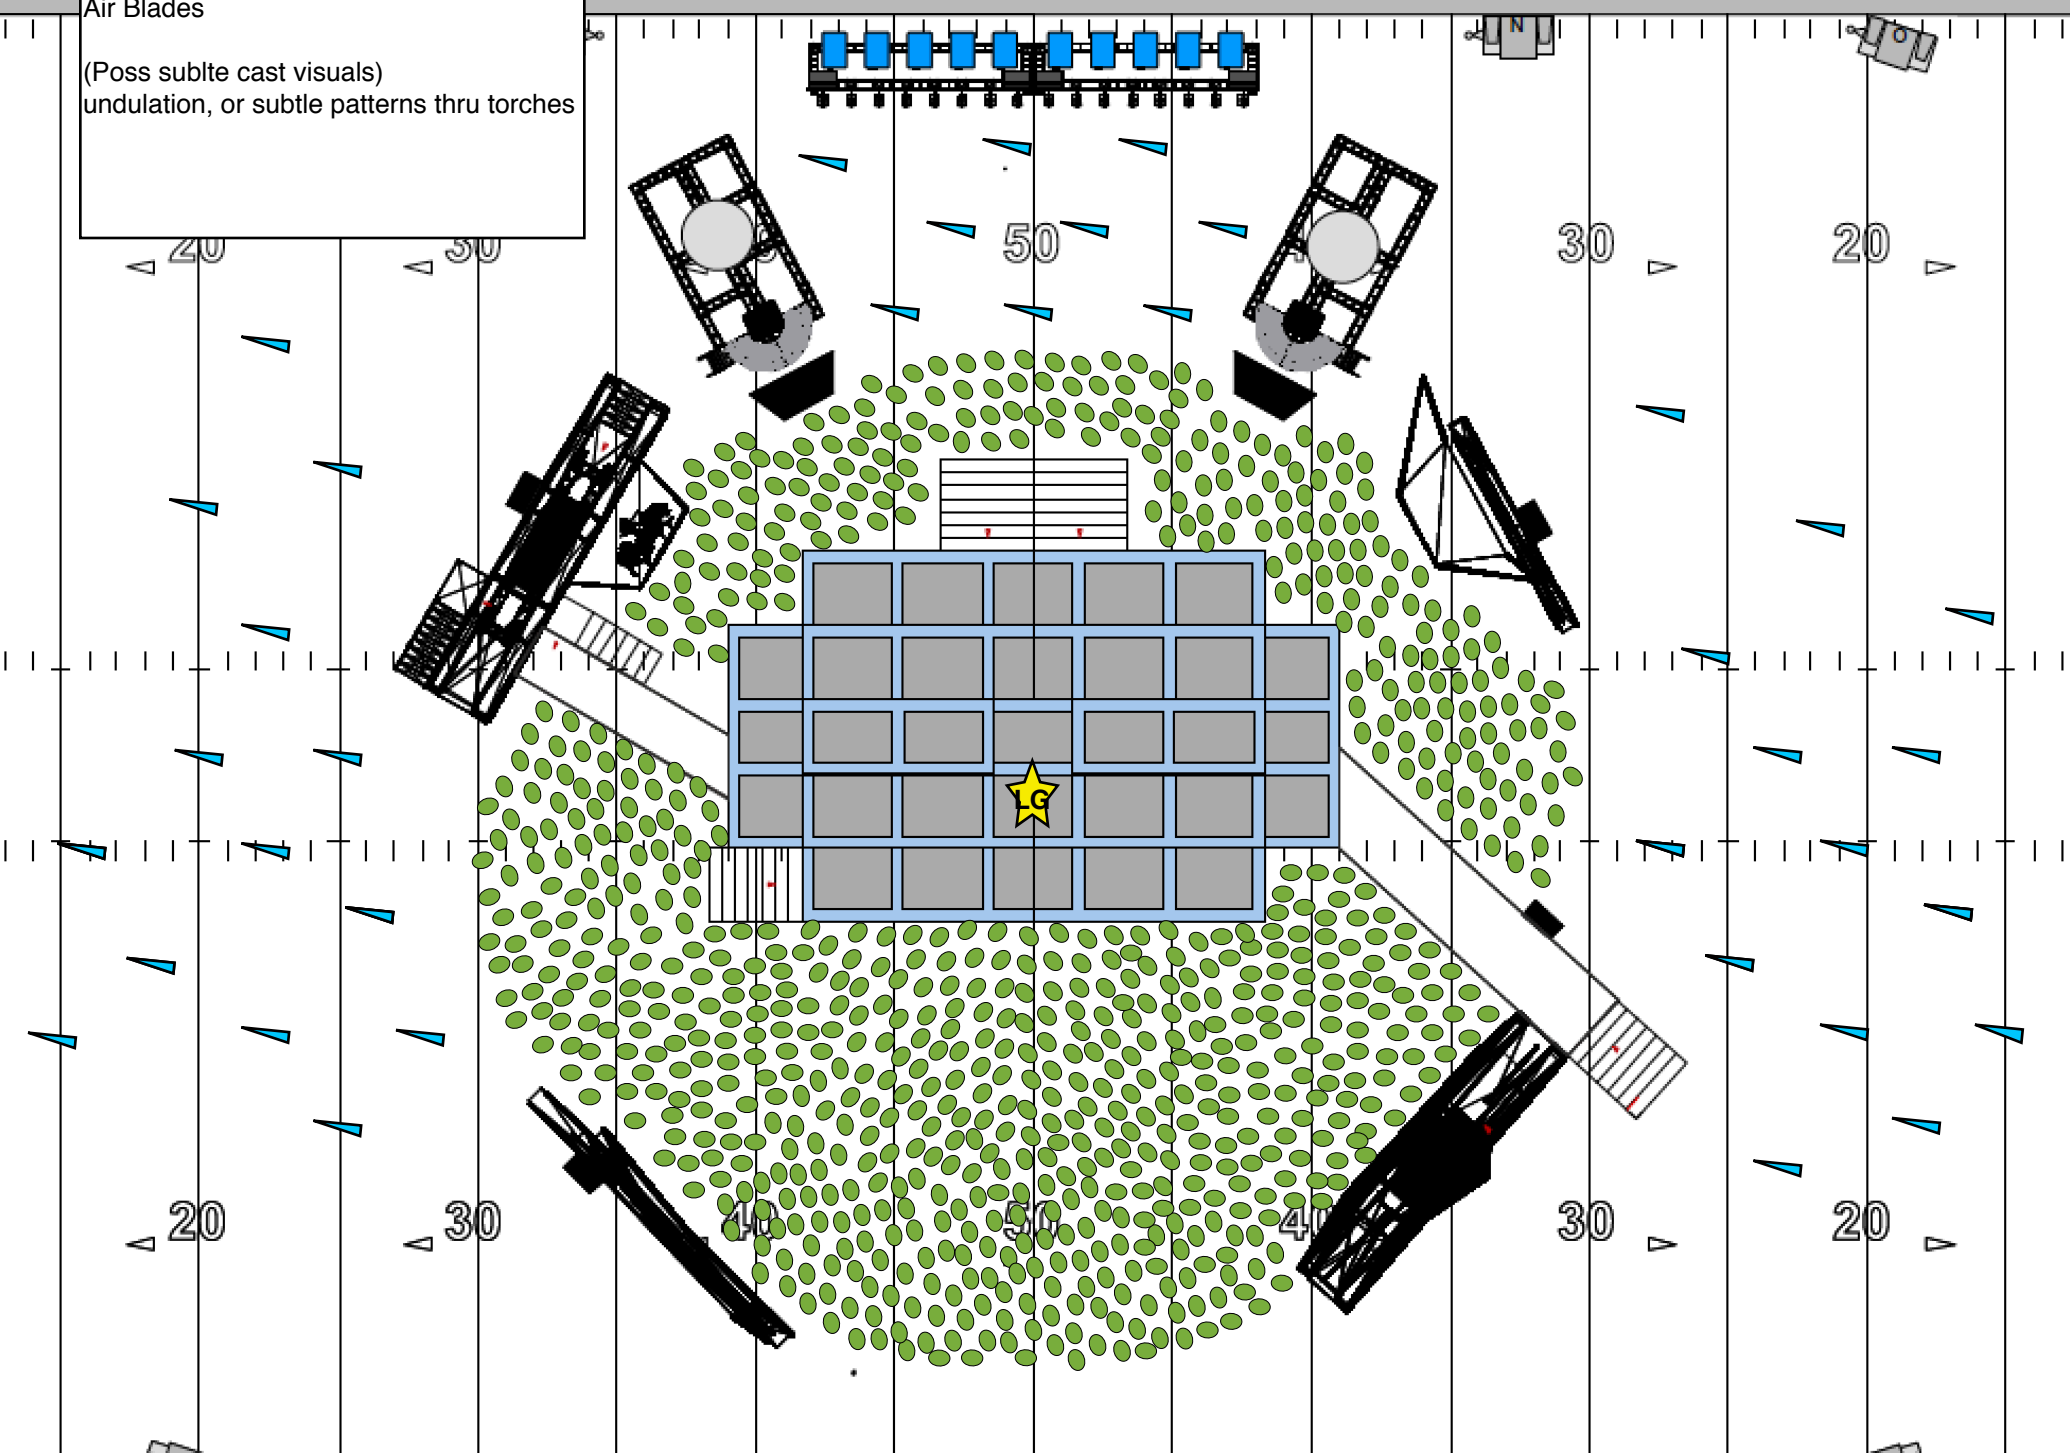 Air Blades
(Poss sublte cast visuals)
undulation, or subtle patterns thru torches
N
O
20 30 50 30 20
LG
20 30 40 50 40 30 20